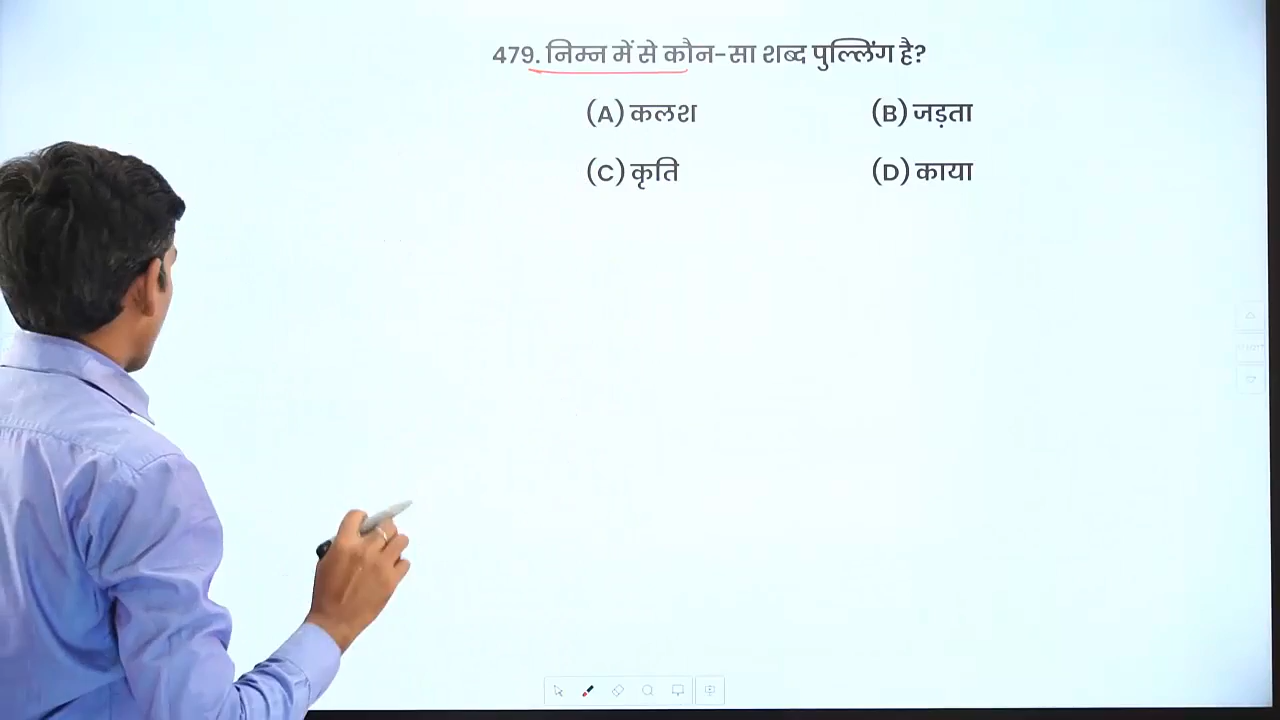 479. निम्न में से कौन-सा शब्द पुल्लिंग है?
(A) कलश (B) जड़ता
(C) कृति (D) काया